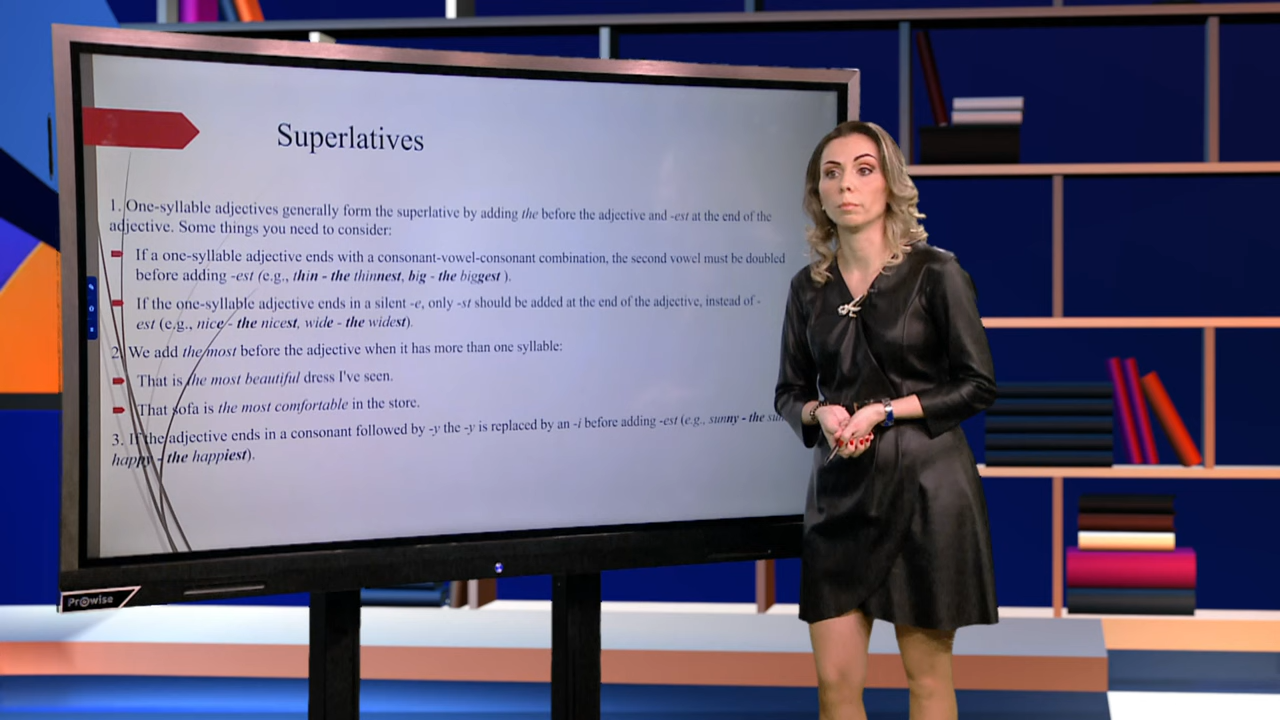 Superlatives
1. One-syllable adjectives generally form the superlative by adding the before the adjective and -est at the end of the
adjective. Some things you need to consider:
If a one-syllable adjective ends with a consonant-vowel-consonant combination, the second vowel must be doubled
before adding -est (e.g., thin - the thinnest, big - the biggest ).
If the one-syllable adjective ends in a silent -e, only -st should be added at the end of the adjective, instead of -
est (e.g., nice - the nicest, wide - the widest).
2. We add the most before the adjective when it has more than one syllable:
That is the most beautiful dress I've seen.
That sofa is the most comfortable in the store.
3. If the adjective ends in a consonant followed by -y the -y is replaced by an -i before adding -est (e.g., sunny - the
happy - the happiest).
Prowise